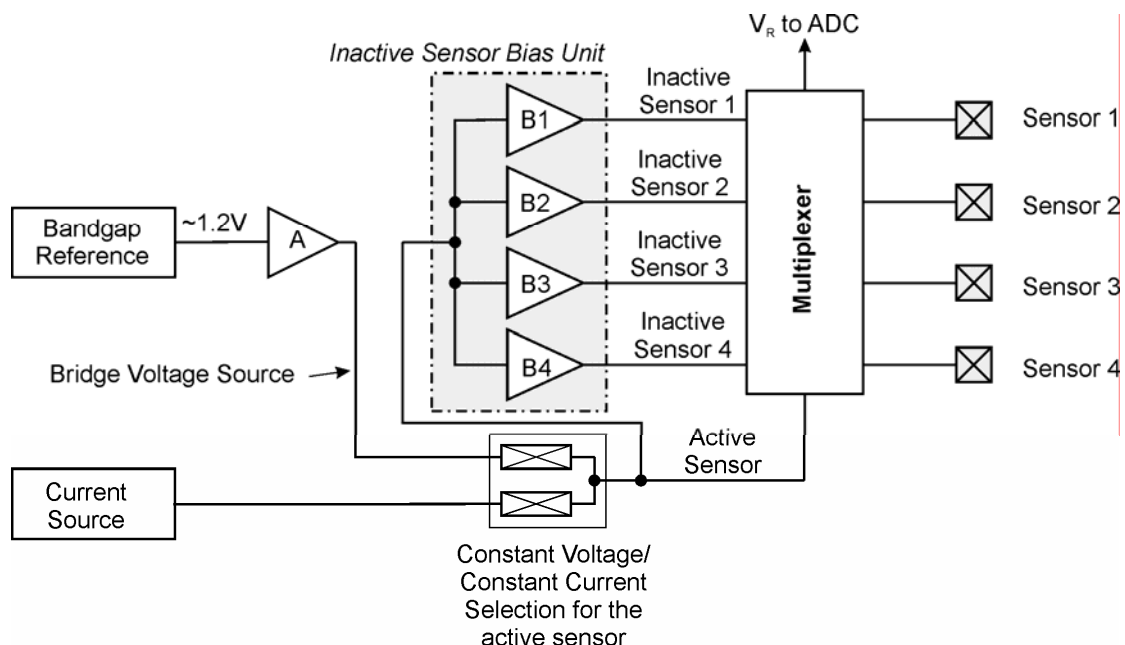 V_R to ADC
Inactive Sensor Bias Unit
Inactive
Sensor 1
B1
Sensor 1
Inactive
Sensor 2
B2
Sensor 2
Bandgap
Reference
~1.2V
A
Inactive
Sensor 3
B3
Sensor 3
Multiplexer
Inactive
Sensor 4
B4
Sensor 4
Bridge Voltage Source
Active
Sensor
Current
Source
Constant Voltage/
Constant Current
Selection for the
active sensor